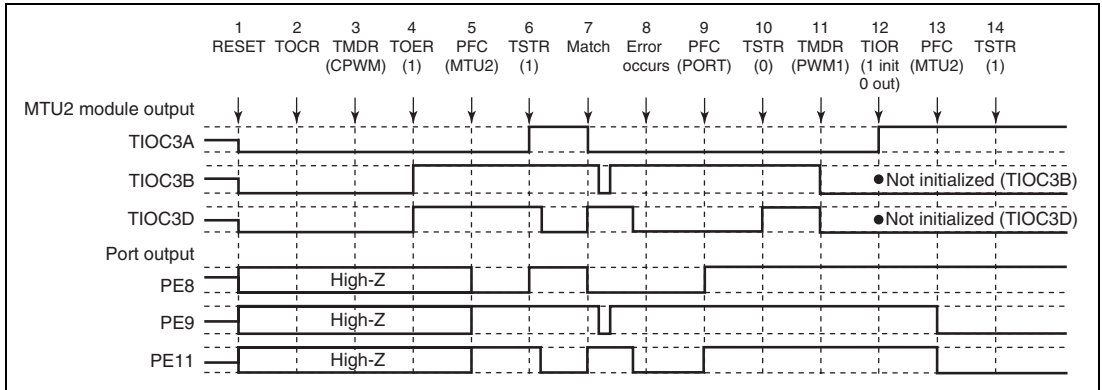 1 2 3 4 5 6 7 8 9 10 11 12 13 14
RESET TOCR TMDR TOER PFC TSTR Match Error PFC TSTR TMDR TIOR PFC TSTR
(CPWM) (1) (MTU2) (1) occurs (PORT) (0) (PWM1) (1 init (MTU2) (1)
0 out)
MTU2 module output
TIOC3A
TIOC3B
●Not initialized (TIOC3B)
TIOC3D
●Not initialized (TIOC3D)
Port output
PE8
High-Z
PE9
High-Z
PE11
High-Z